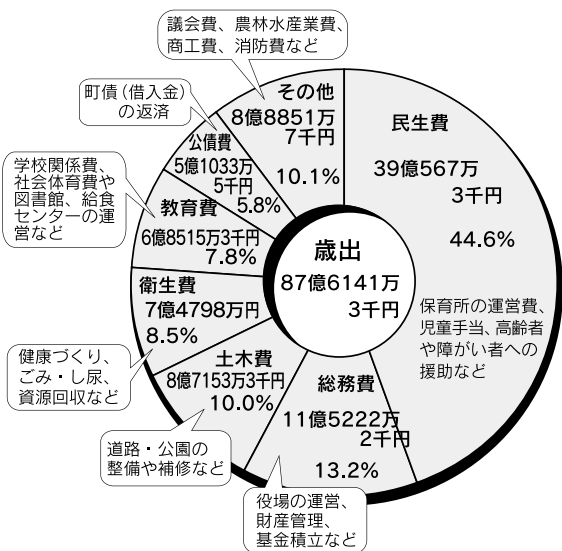 議会費、農林水産業費、
商工費、消防費など
町債(借入金)
の返済
学校関係費、
社会体育費や
図書館、給食
センターの運
営など
健康づくり、
ごみ・し尿、
資源回収など
道路・公園の
整備や補修など
役場の運営、
財産管理、
基金積立など
歳出
87億6141万
3千円
民生費
39億567万
3千円
44.6%
保育所の運営費、
児童手当、高齢者
や障がい者への
援助など
総務費
11億5222万
2千円
13.2%
土木費
8億7153万3千円
10.0%
衛生費
7億4798万円
8.5%
教育費
6億8515万3千円
7.8%
公債費
5億1033万
5千円
5.8%
その他
8億8851万
7千円
10.1%